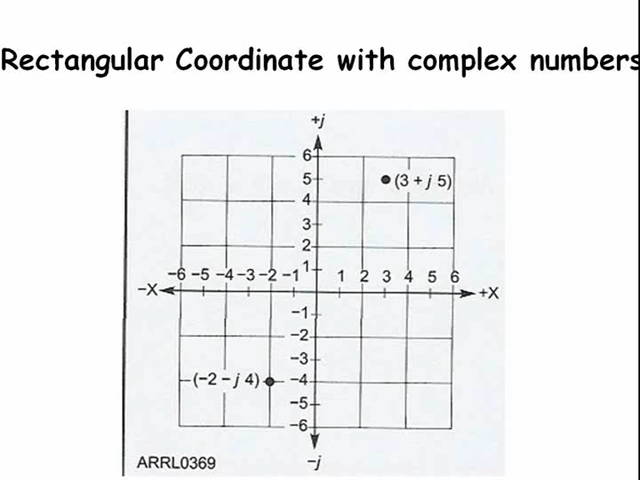 Rectangular Coordinate with complex numbers
+j
6
5
(3 + j 5)
4
3
2
1
-6 -5 -4 -3 -2 -1 1 2 3 4 5 6
-X
+X
-1
-2
-3
(-2 - j 4)
-4
-5
-6
-j
ARRL0369